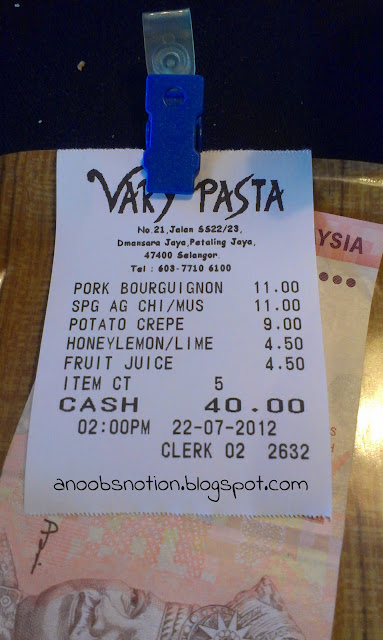 VARY PASTA
No.21,Jalan SS22/23,
Dmansara Jaya,Petaling Jaya,
47400 Selangor
Tel : 603-7710 6100
PORK BOURGUIGNON 11.00
SPG AG CHI/MUS 11.00
POTATO CREPE 9.00
HONEYLEMON/LIME 4.50
FRUIT JUICE 4.50
ITEM CT 5
CASH 40.00
02:00PM 22-07-2012
CLERK 02 2632
anoobsnotion.blogspot.com
YSIA